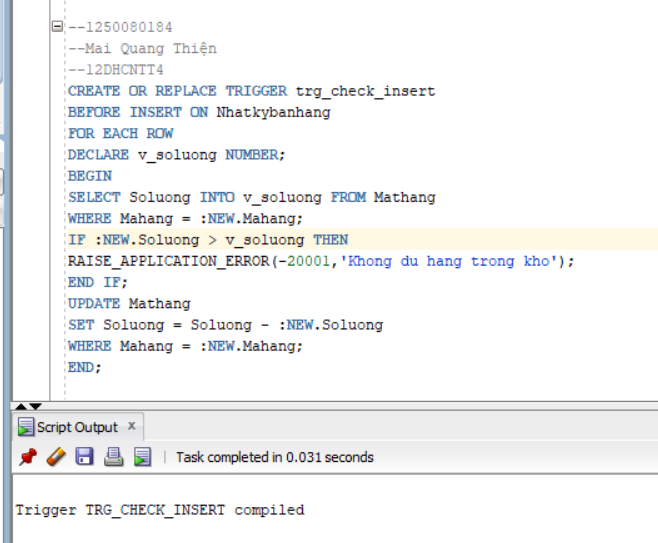 --1250080184
--Mai Quang Thiện
--12DHCNTT4
CREATE OR REPLACE TRIGGER trg_check_insert
BEFORE INSERT ON Nhatkybanhang
FOR EACH ROW
DECLARE v_soluong NUMBER;
BEGIN
SELECT Soluong INTO v_soluong FROM Mathang
WHERE Mahang = :NEW.Mahang;
IF :NEW.Soluong > v_soluong THEN
RAISE_APPLICATION_ERROR(-20001,'Khong du hang trong kho');
END IF;
UPDATE Mathang
SET Soluong = Soluong - :NEW.Soluong
WHERE Mahang = :NEW.Mahang;
END;
Script Output x
Task completed in 0.031 seconds
Trigger TRG_CHECK_INSERT compiled